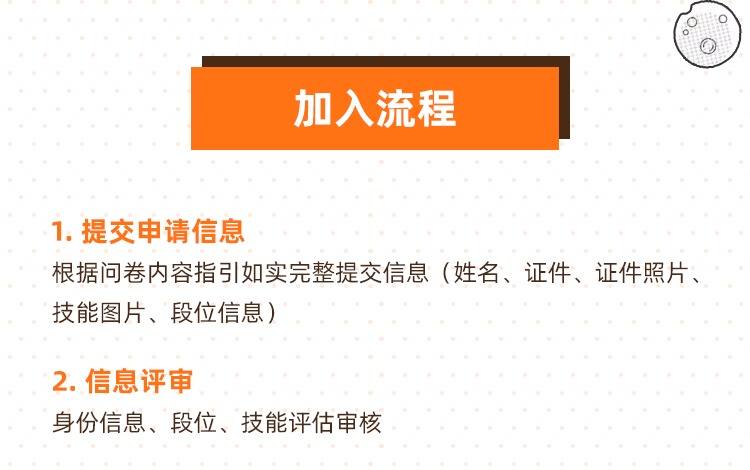 加入流程
1. 提交申请信息
根据问卷内容指引如实完整提交信息（姓名、证件、证件照片、
技能图片、段位信息）
2. 信息评审
身份信息、段位、技能评估审核